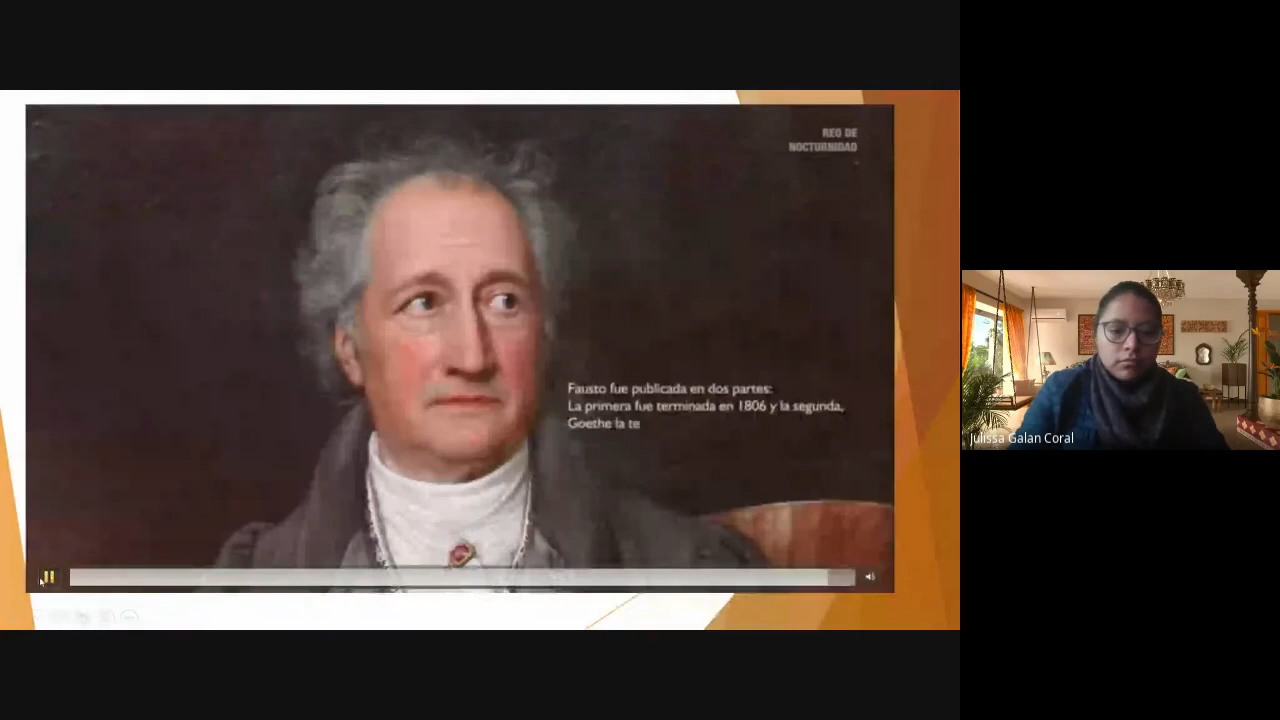 REO DE
NOCTURNIDAD
Fausto fue publicada en dos partes:
La primera fue terminada en 1806 y la segunda,
Goethe la te
Julissa Galan Coral